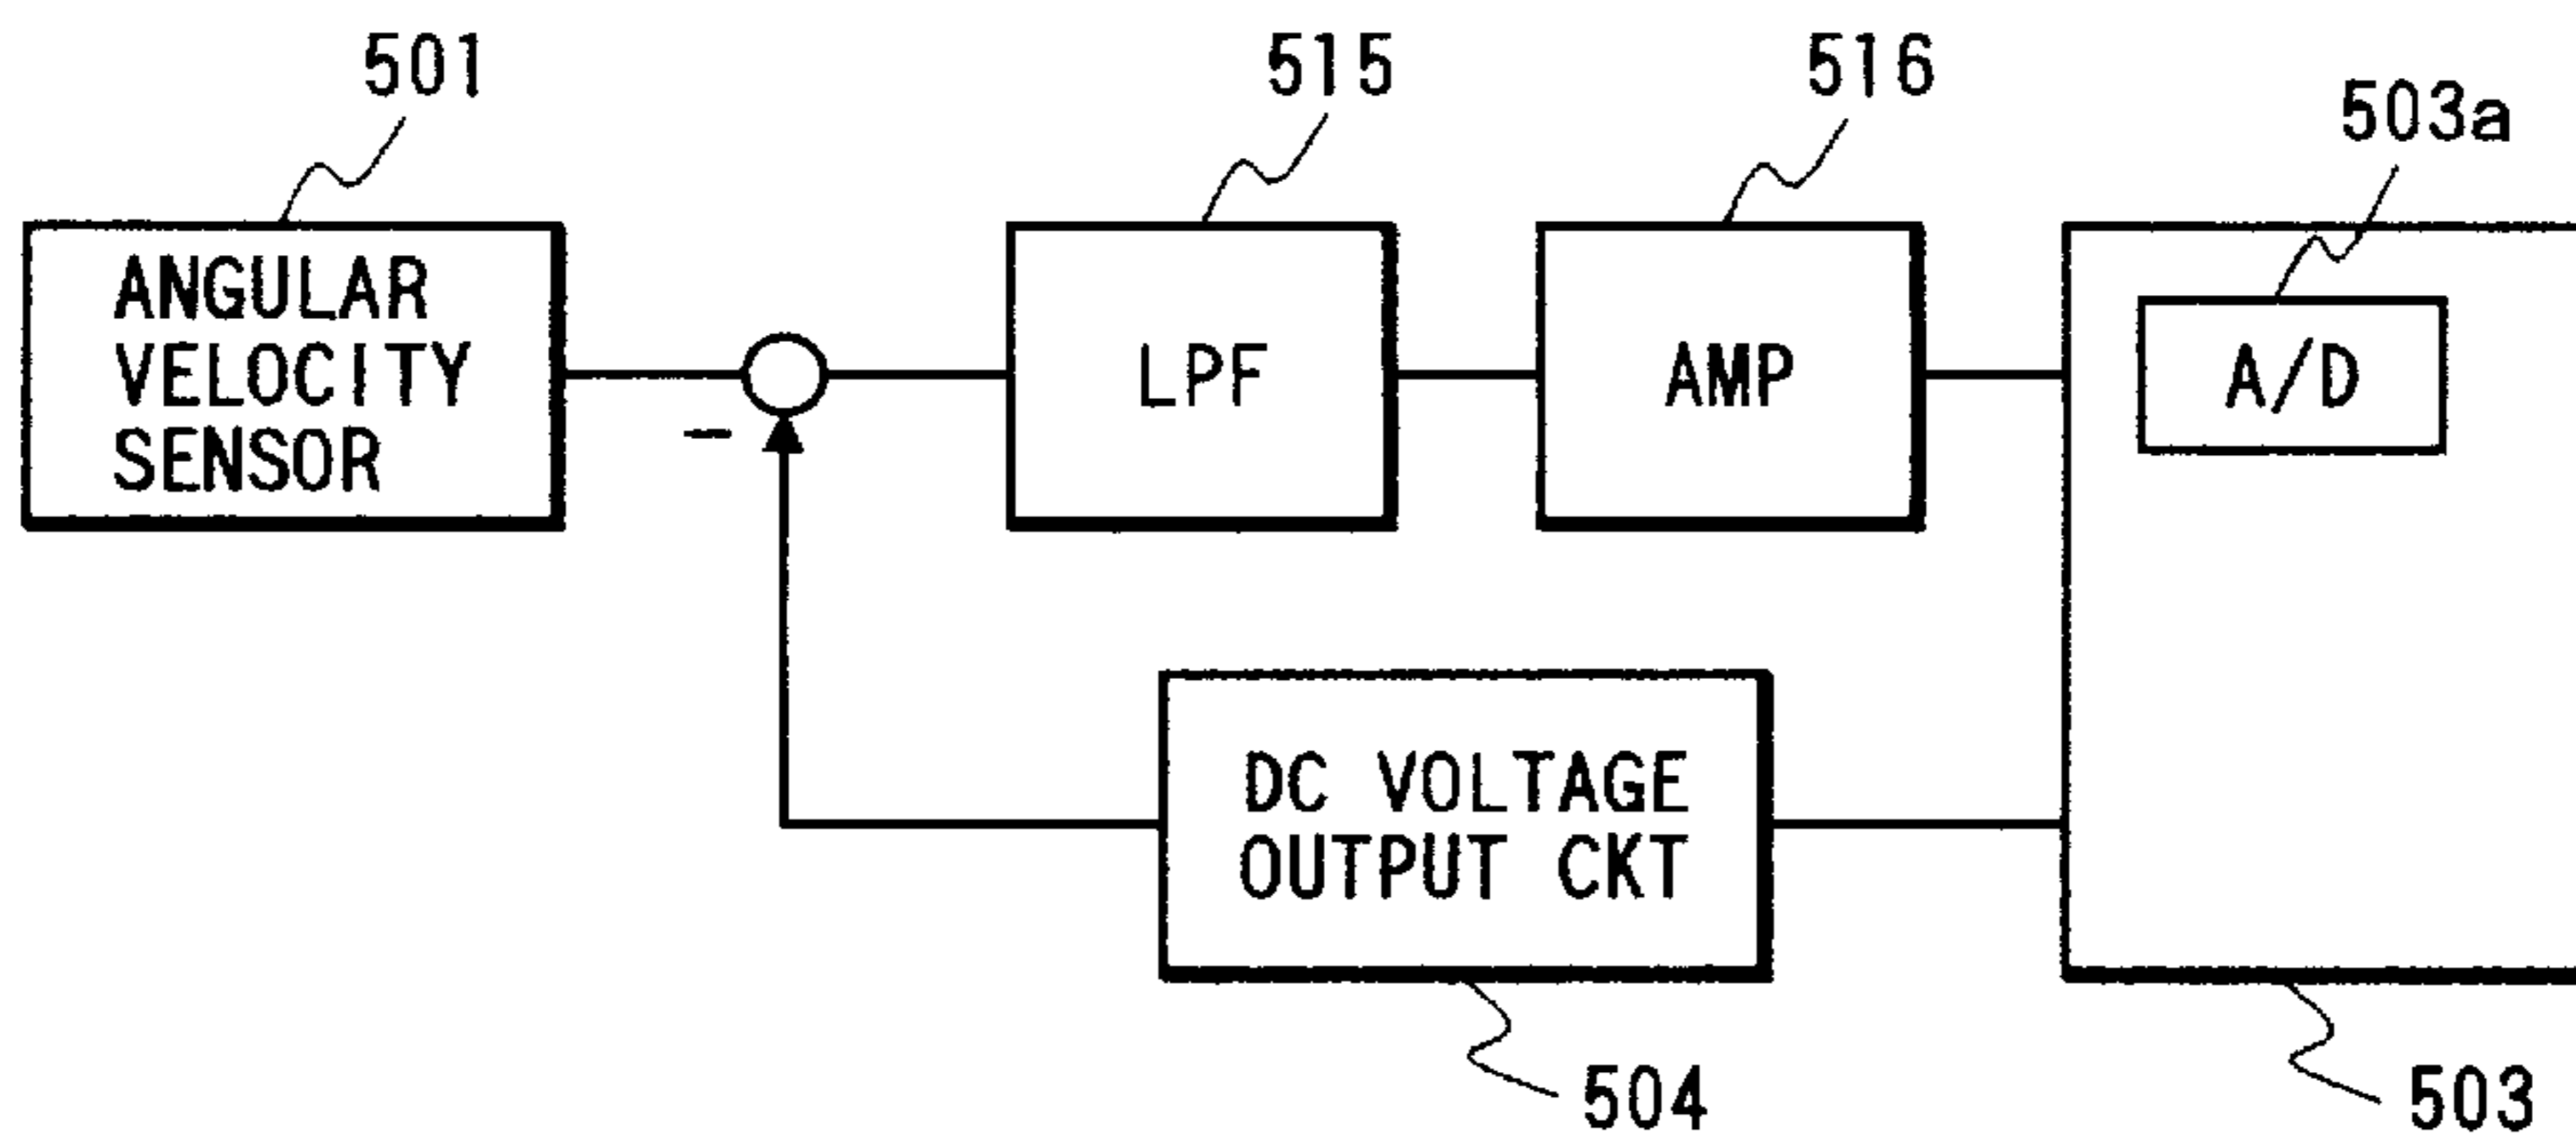 501
515
516
503a
ANGULAR
VELOCITY
SENSOR
LPF
AMP
A/D
−
DC VOLTAGE
OUTPUT CKT
504
503